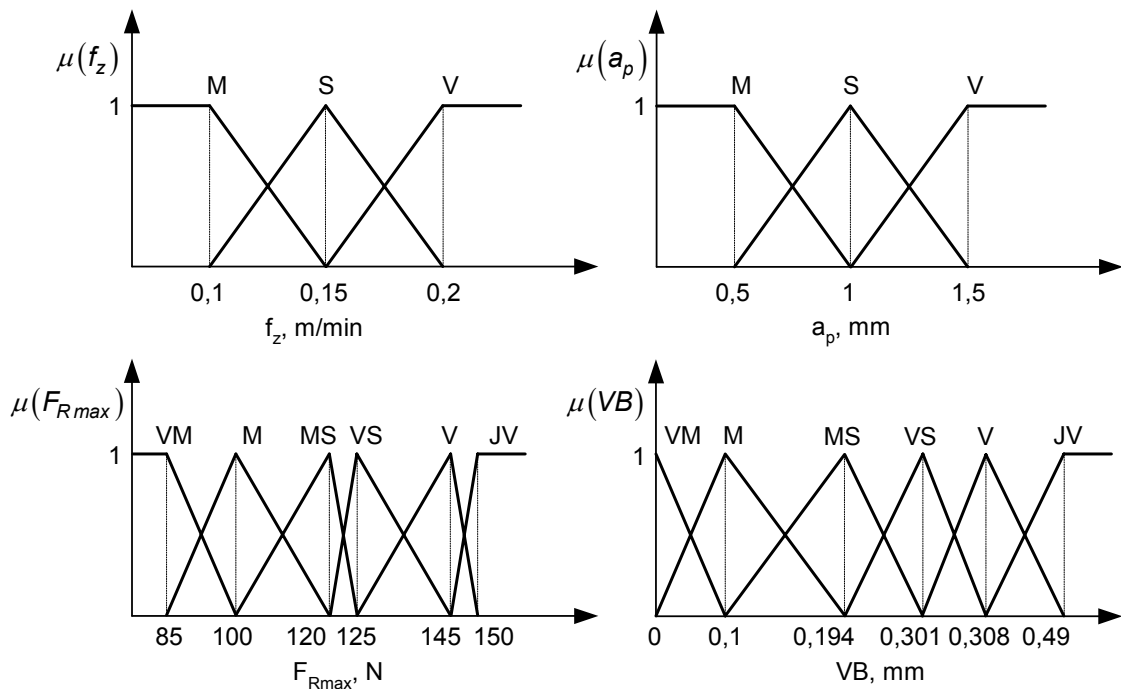 μ(f_z)
M S V
1
0,1 0,15 0,2
f_z, m/min
μ(a_p)
M S V
1
0,5 1 1,5
a_p, mm
μ(F_Rmax)
VM M MS VS V JV
1
85 100 120 125 145 150
F_Rmax, N
μ(VB)
VM M MS VS V JV
1
0 0,1 0,194 0,301 0,308 0,49
VB, mm